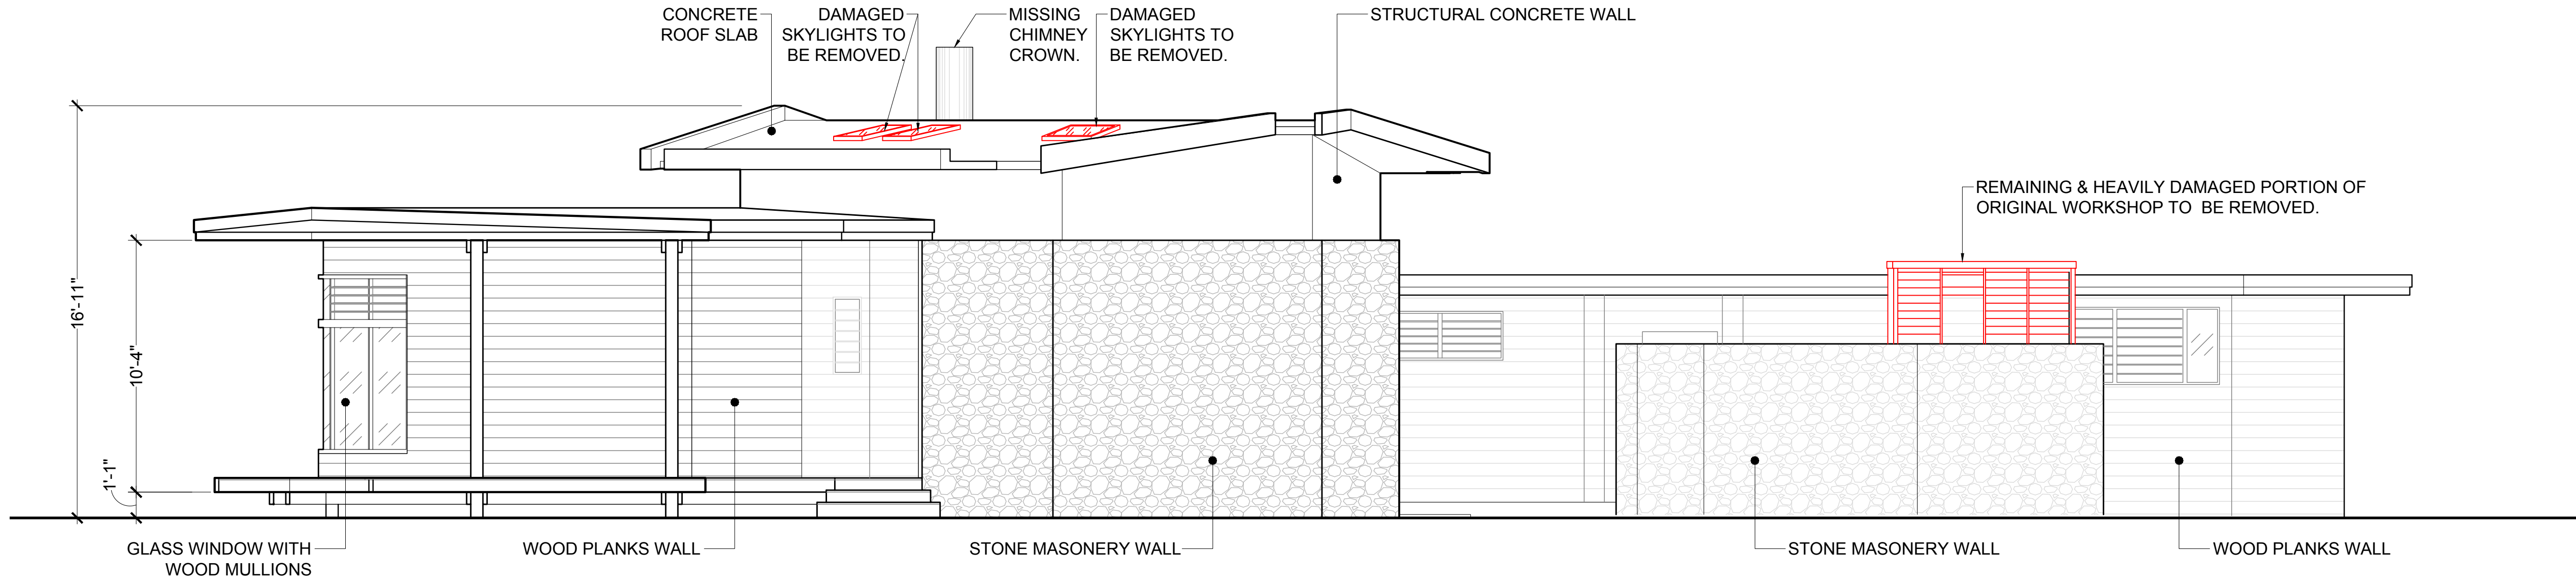 CONCRETE
ROOF SLAB
DAMAGED
SKYLIGHTS TO
BE REMOVED.
MISSING
CHIMNEY
CROWN.
DAMAGED
SKYLIGHTS TO
BE REMOVED.
STRUCTURAL CONCRETE WALL
REMAINING & HEAVILY DAMAGED PORTION OF
ORIGINAL WORKSHOP TO BE REMOVED.
16'-11"
10'-4"
1'-1"
GLASS WINDOW WITH
WOOD MULLIONS
WOOD PLANKS WALL
STONE MASONERY WALL
STONE MASONERY WALL
WOOD PLANKS WALL